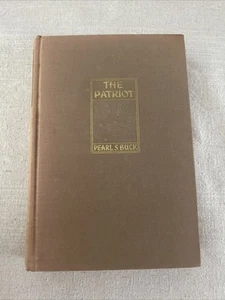 THE
PATRIOT
PEARL S. BUCK